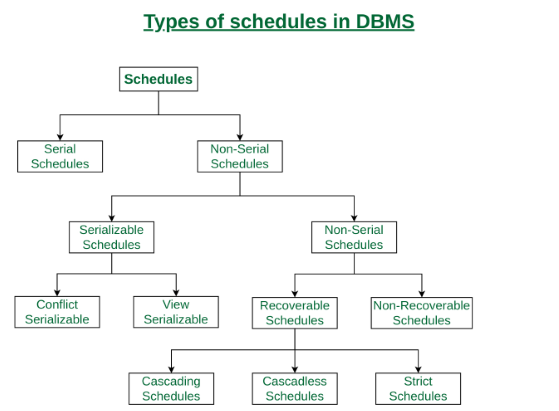 Types of schedules in DBMS
Schedules
Serial
Schedules
Non-Serial
Schedules
Serializable
Schedules
Non-Serial
Schedules
Conflict
Serializable
View
Serializable
Recoverable
Schedules
Non-Recoverable
Schedules
Cascading
Schedules
Cascadless
Schedules
Strict
Schedules